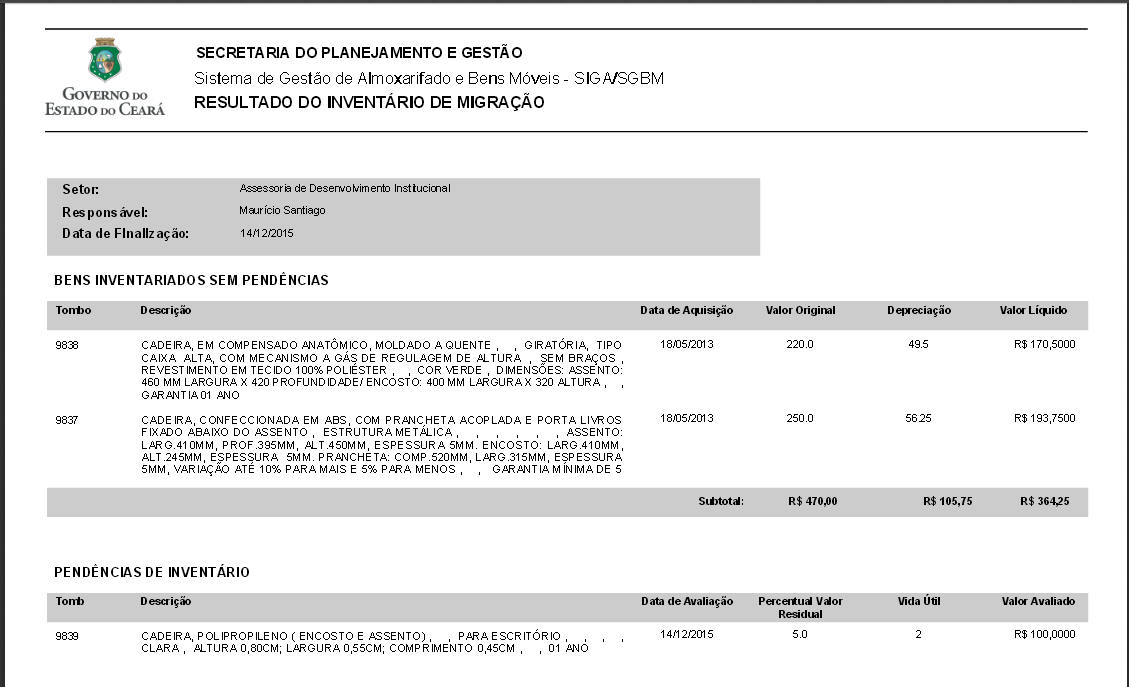 GOVERNO DO
ESTADO DO CEARÁ
SECRETARIA DO PLANEJAMENTO E GESTÃO
Sistema de Gestão de Almoxarifado e Bens Móveis - SIGA/SGBM
RESULTADO DO INVENTÁRIO DE MIGRAÇÃO
Setor: Assessoria de Desenvolvimento Institucional
Responsável: Maurício Santiago
Data de Finalização: 14/12/2015
BENS INVENTARIADOS SEM PENDÊNCIAS
Tombo Descrição Data de Aquisição Valor Original Depreciação Valor Líquido
9838 CADEIRA, EM COMPENSADO ANATÔMICO, MOLDADO A QUENTE , , GIRATÓRIA, TIPO 18/05/2013 220.0 49.5 R$ 170,5000
CAIXA ALTA, COM MECANISMO A GÁS DE REGULAGEM DE ALTURA , SEM BRAÇOS ,
REVESTIMENTO EM TECIDO 100% POLIÉSTER , , COR VERDE , DIMENSÕES: ASSENTO:
460 MM LARGURA X 420 PROFUNDIDADE/ ENCOSTO: 400 MM LARGURA X 320 ALTURA , ,
GARANTIA 01 ANO
9837 CADEIRA, CONFECCIONADA EM ABS, COM PRANCHETA ACOPLADA E PORTA LIVROS 18/05/2013 250.0 56.25 R$ 193,7500
FIXADO ABAIXO DO ASSENTO , ESTRUTURA METÁLICA , , , , , , ASSENTO:
LARG.410MM, PROF.395MM, ALT.450MM, ESPESSURA 5MM. ENCOSTO: LARG.410MM,
ALT.245MM, ESPESSURA 5MM. PRANCHETA: COMP.520MM, LARG.315MM, ESPESSURA
5MM, VARIAÇÃO ATÉ 10% PARA MAIS E 5% PARA MENOS , , GARANTIA MÍNIMA DE 5
Subtotal: R$ 470,00 R$ 105,75 R$ 364,25
PENDÊNCIAS DE INVENTÁRIO
Tomb Descrição Data de Avaliação Percentual Valor Vida Útil Valor Avaliado
Residual
9839 CADEIRA, POLIPROPILENO ( ENCOSTO E ASSENTO) , , PARA ESCRITÓRIO , , , , 14/12/2015 5.0 2 R$ 100,0000
CLARA , ALTURA 0,80CM; LARGURA 0,55CM; COMPRIMENTO 0,45CM , , 01 ANO